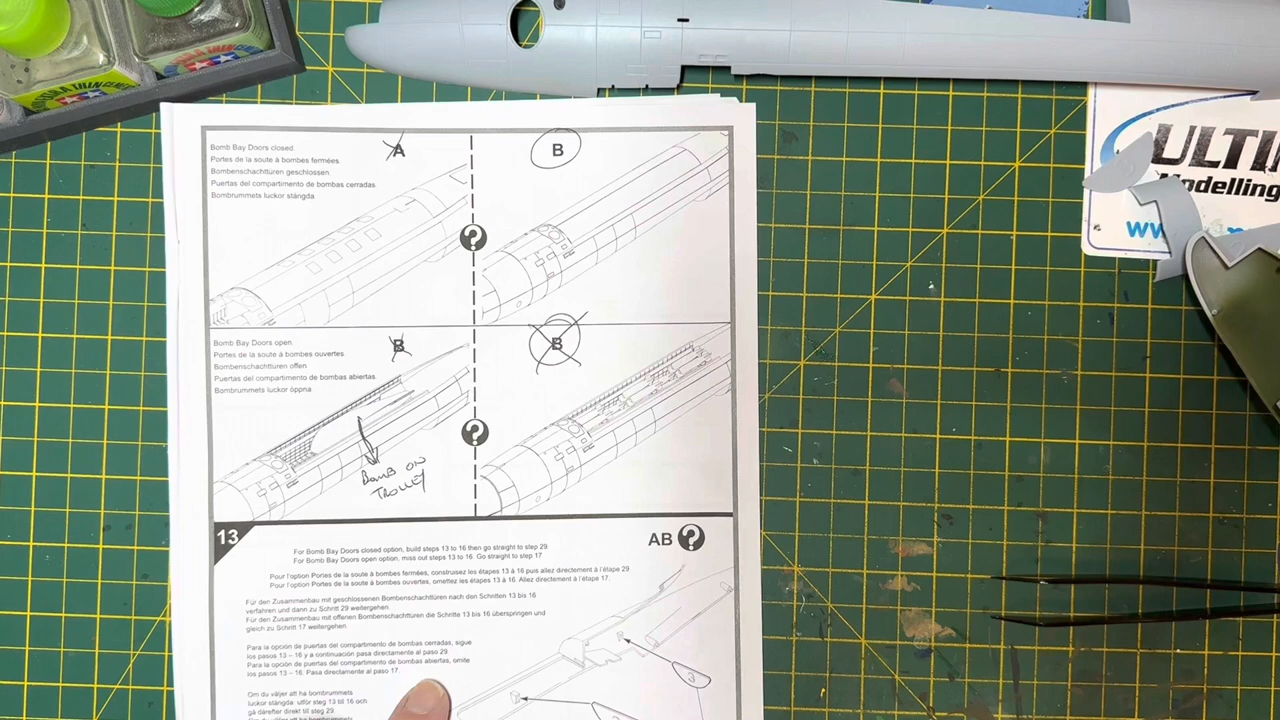 TAMIYA THIN CEMENT
Bomb Bay Doors closed
Portes de la soute à bombes fermées
Bombenschachttüren geschlossen
Puertas del compartimento de bombas cerradas
Bombrummets luckor stängda
A
B
?
Bomb Bay Doors open
Portes de la soute à bombes ouvertes
Bombenschachttüren offen
Puertas del compartimento de bombas abiertas
Bombrummets luckor öppna
B
B
?
BOMB ON
TROLLEY
13
AB ?
For Bomb Bay Doors closed option, build steps 13 to 16 then go straight to step 29
For Bomb Bay Doors open option, miss out steps 13 to 16. Go straight to step 17
Pour l'option Portes de la soute à bombes fermées, construisez les étapes 13 à 16 puis allez directement à l'étape 29
Pour l'option Portes de la soute à bombes ouvertes, omettez les étapes 13 à 16. Allez directement à l'étape 17.
Für den Zusammenbau mit geschlossenen Bombenschachttüren nach den Schritten 13 bis 16
verfahren und dann zu Schritt 29 weitergehen
Für den Zusammenbau mit offenen Bombenschachttüren die Schritte 13 bis 16 überspringen und
gleich zu Schritt 17 weitergehen
Para la opción de puertas del compartimento de bombas cerradas, sigue
los pasos 13 – 16 y a continuación pasa directamente al paso 29
Para la opción de puertas del compartimento de bombas abiertas, omite
los pasos 13 – 16. Pasa directamente al paso 17.
Om du väljer att ha bombrummets
luckor stängda: utför steg 13 till 16 och
gå därefter direkt till steg 29
3
ULTI
Modelling